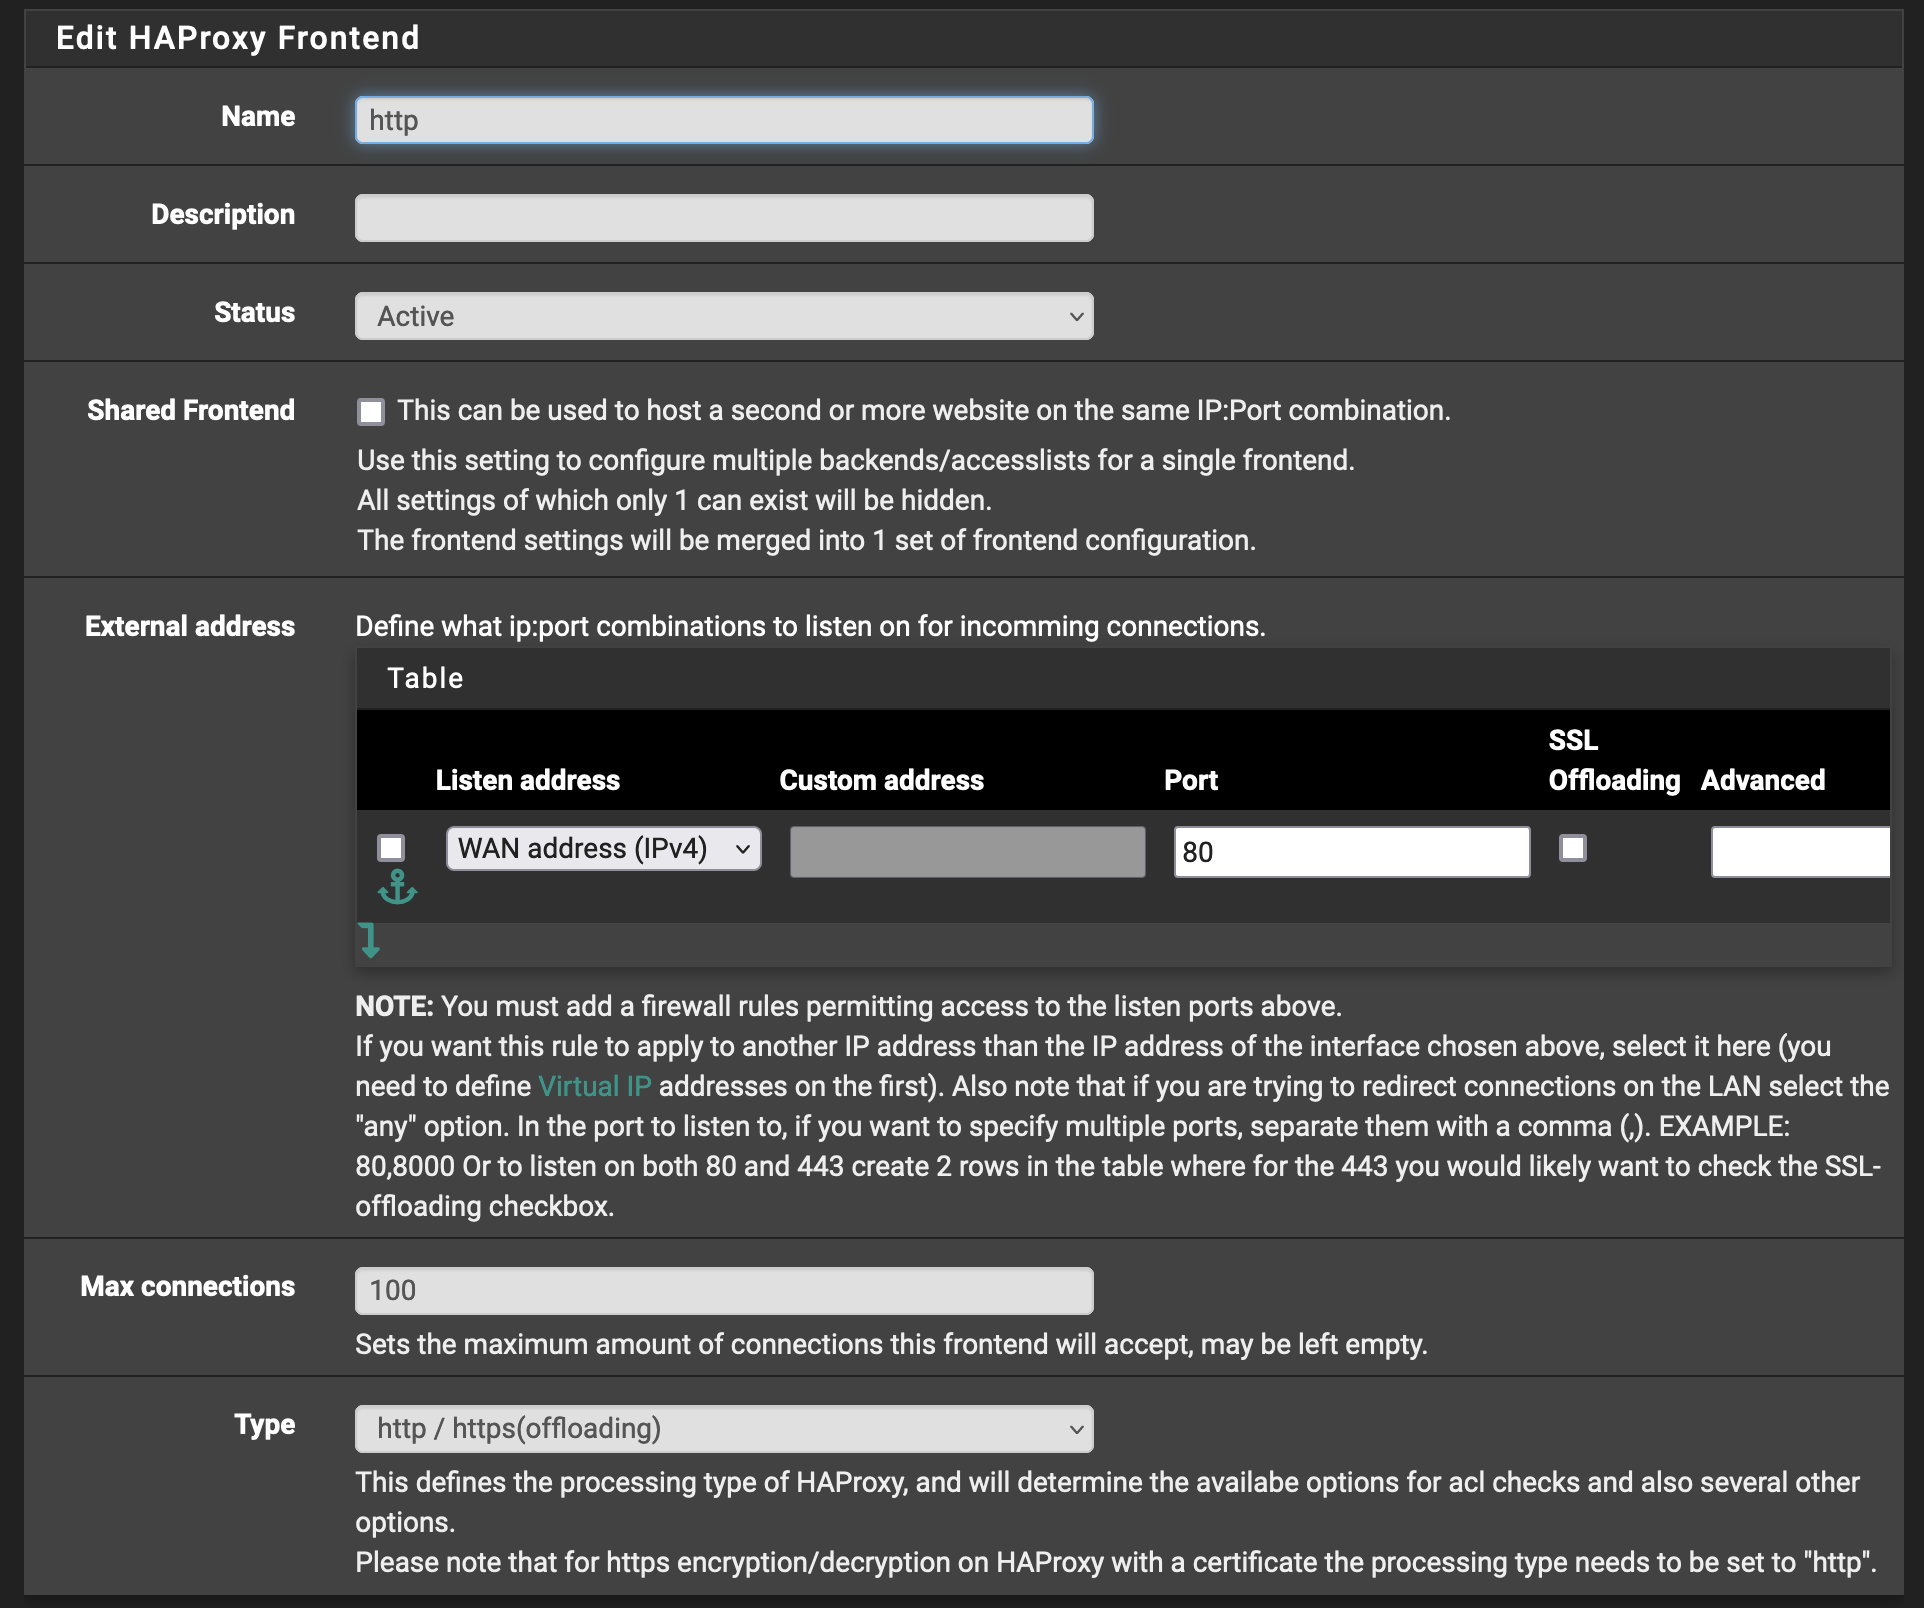 Edit HAProxy Frontend
Name
http
Description
Status
Active
Shared Frontend
This can be used to host a second or more website on the same IP:Port combination.
Use this setting to configure multiple backends/accesslists for a single frontend.
All settings of which only 1 can exist will be hidden.
The frontend settings will be merged into 1 set of frontend configuration.
External address
Define what ip:port combinations to listen on for incomming connections.
Table
Listen address
Custom address
Port
SSL
Offloading
Advanced
WAN address (IPv4)
80
NOTE: You must add a firewall rules permitting access to the listen ports above.
If you want this rule to apply to another IP address than the IP address of the interface chosen above, select it here (you
need to define Virtual IP addresses on the first). Also note that if you are trying to redirect connections on the LAN select the
"any" option. In the port to listen to, if you want to specify multiple ports, separate them with a comma (,). EXAMPLE:
80,8000 Or to listen on both 80 and 443 create 2 rows in the table where for the 443 you would likely want to check the SSL-
offloading checkbox.
Max connections
100
Sets the maximum amount of connections this frontend will accept, may be left empty.
Type
http / https(offloading)
This defines the processing type of HAProxy, and will determine the availabe options for acl checks and also several other
options.
Please note that for https encryption/decryption on HAProxy with a certificate the processing type needs to be set to "http".